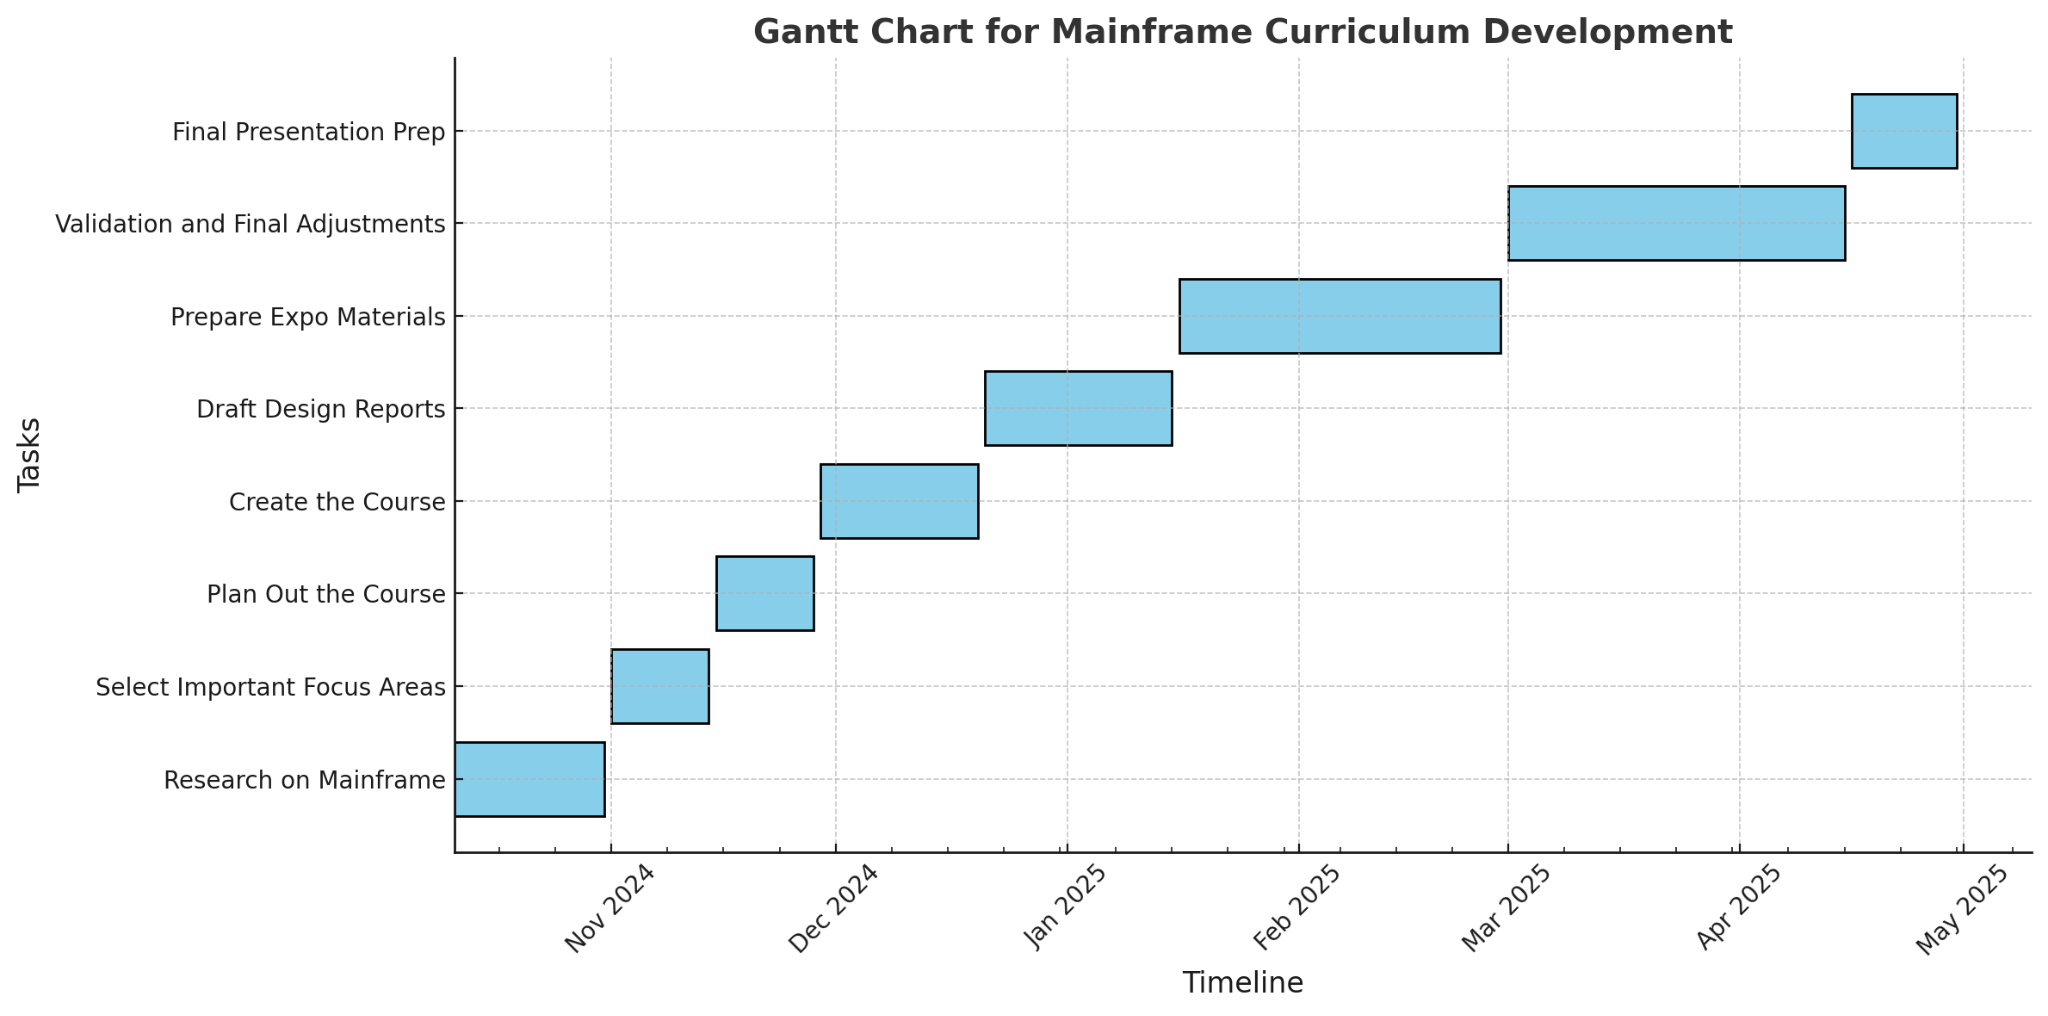 Gantt Chart for Mainframe Curriculum Development
Final Presentation Prep
Validation and Final Adjustments
Prepare Expo Materials
Draft Design Reports
Create the Course
Plan Out the Course
Select Important Focus Areas
Research on Mainframe
Tasks
Nov 2024
Dec 2024
Jan 2025
Feb 2025
Mar 2025
Apr 2025
May 2025
Timeline